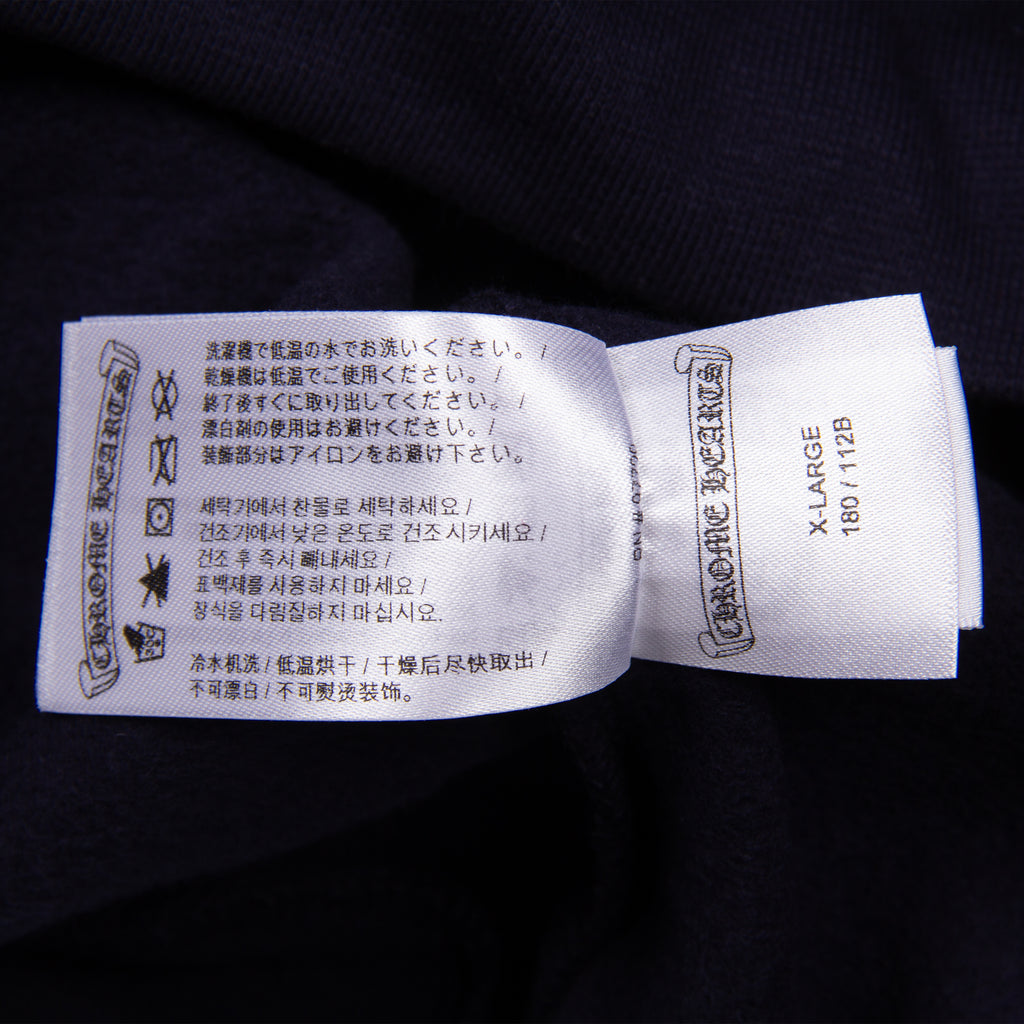 CHROME HEARTS
洗濯機で低温の水でお洗いください。/
乾燥機は低温でご使用ください。/
終了後すぐに取り出してください。/
漂白剤の使用はお避けください。/
装飾部分はアイロンをお避け下さい。
세탁기에서 찬물로 세탁하세요 /
건조기에서 낮은 온도로 건조 시키세요 /
건조 후 즉시 빼내세요 /
표백제를 사용하지 마세요 /
장식을 다림질하지 마십시요.
冷水机洗 / 低温烘干 / 干燥后尽快取出 /
不可漂白 / 不可熨烫装饰。
CHROME HEARTS
X-LARGE
180 / 112B